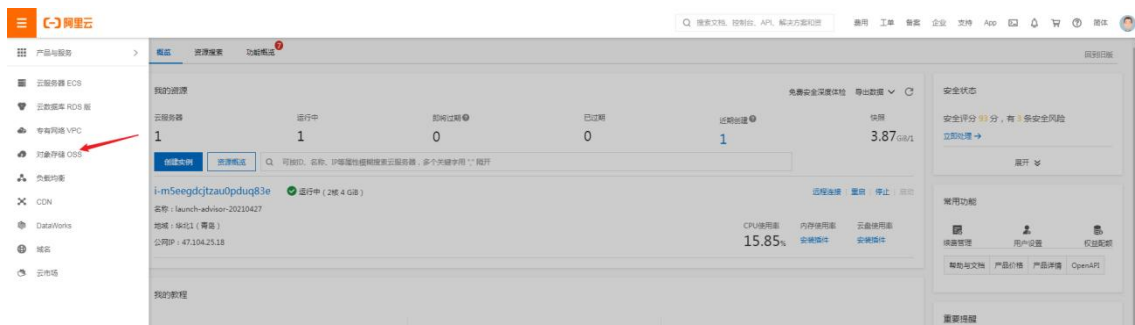 阿里云
搜索文档、控制台、API、解决方案和资
费用 工单 备案 企业 支持 App 简体
产品与服务
概览 资源搜索 功能概览 7
回到旧版
云服务器 ECS
云数据库 RDS 版
专有网络 VPC
对象存储 OSS
负载均衡
CDN
DataWorks
域名
云市场
我的资源
免费安全深度体检 导出数据
云服务器 运行中 即将过期 已过期 近期创建 快照
1 1 0 0 1 3.87 GB/1
创建实例 资源概览 可按ID、名称、IP等属性模糊搜索云服务器，多个关键字用","隔开
i-m5eegdcjtzau0pduq83e 运行中 ( 2核 4 GiB )
远程连接 重启 停止
名称：launch-advisor-20210427
地域：华北1（青岛）
公网IP：47.104.25.18
CPU使用率 内存使用率 云盘使用率
15.85% 安装插件 安装插件
我的教程
安全状态
安全评分 93 分，有 3 条安全风险
立即处理
展开
常用功能
续费管理 用户设置 权益配额
帮助与文档 产品价格 产品详情 OpenAPI
重要提醒